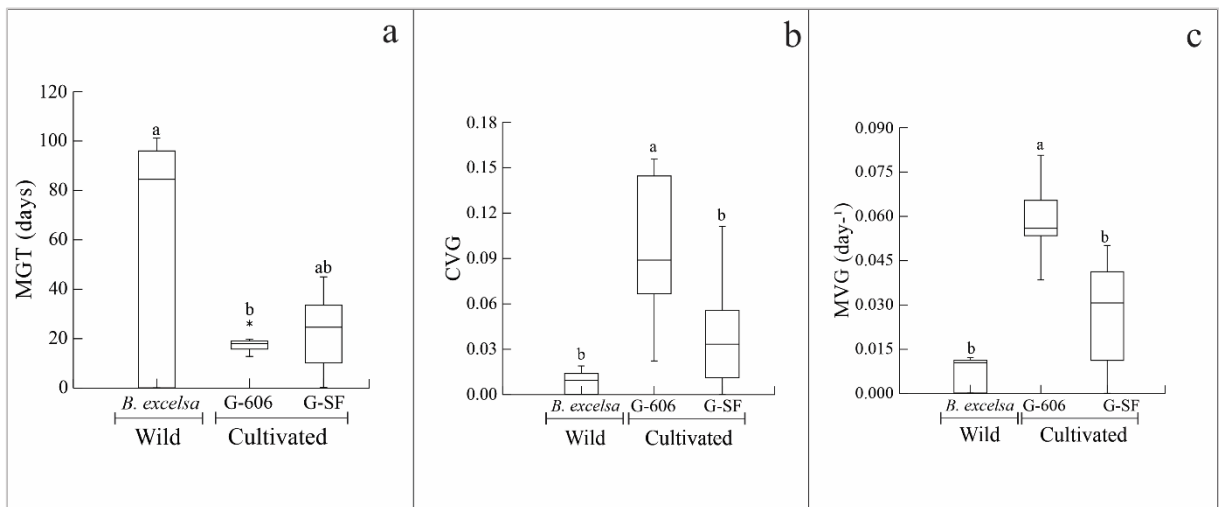 a
120
100
80
60
40
20
0
MGT (days)
a
b
*
ab
B. excelsa G-606 G-SF
Wild Cultivated
b
0.18
0.15
0.12
0.09
0.06
0.03
0.00
CVG
b
a
b
B. excelsa G-606 G-SF
Wild Cultivated
c
0.090
0.075
0.060
0.045
0.030
0.015
0.000
MVG (day-¹)
b
a
b
B. excelsa G-606 G-SF
Wild Cultivated